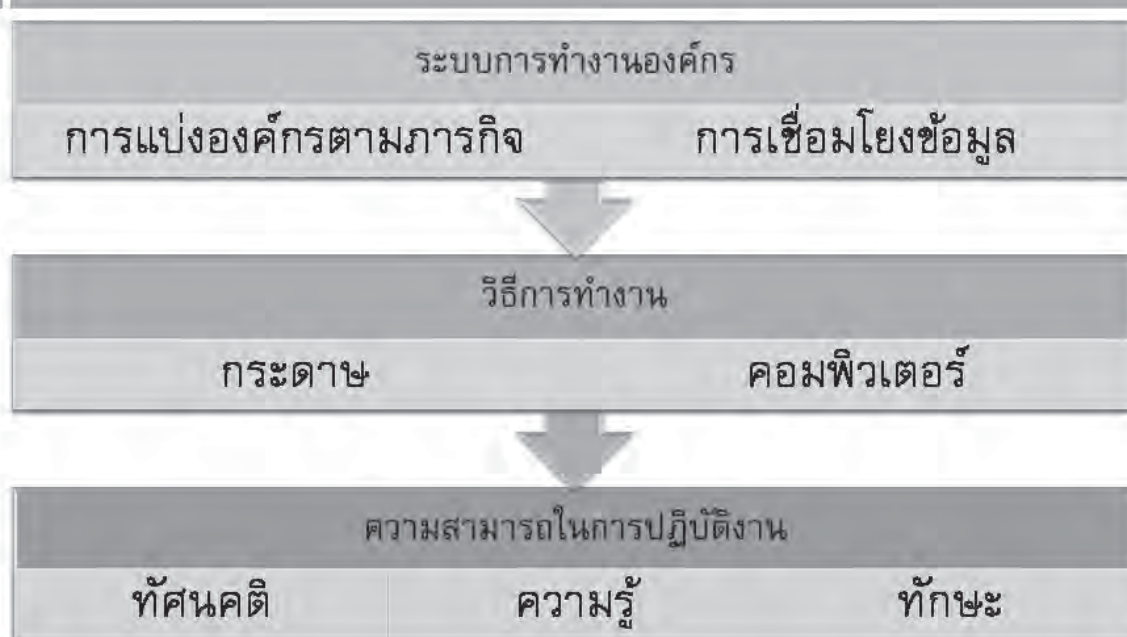 ระบบการทำงานองค์กร
การแบ่งองค์กรตามภารกิจ การเชื่อมโยงข้อมูล
วิธีการทำงาน
กระดาษ คอมพิวเตอร์
ความสามารถในการปฏิบัติงาน
ทัศนคติ ความรู้ ทักษะ